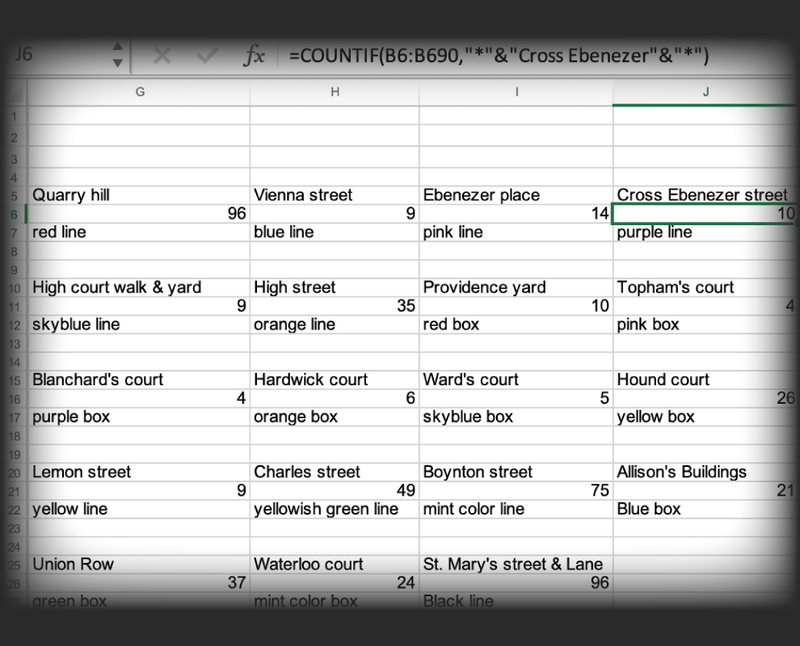 J6 fx =COUNTIF(B6:B690,"*"&"Cross Ebenezer"&"*")
G H I J
1
2
3
4
5 Quarry hill Vienna street Ebenezer place Cross Ebenezer street
6 96 9 14 10
7 red line blue line pink line purple line
8
9
10 High court walk & yard High street Providence yard Topham's court
11 9 35 10 4
12 skyblue line orange line red box pink box
13
14
15 Blanchard's court Hardwick court Ward's court Hound court
16 4 6 5 26
17 purple box orange box skyblue box yellow box
18
19
20 Lemon street Charles street Boynton street Allison's Buildings
21 9 49 75 21
22 yellow line yellowish green line mint color line Blue box
23
24
25 Union Row Waterloo court St. Mary's street & Lane
26 37 24 96
green box mint color box Black line